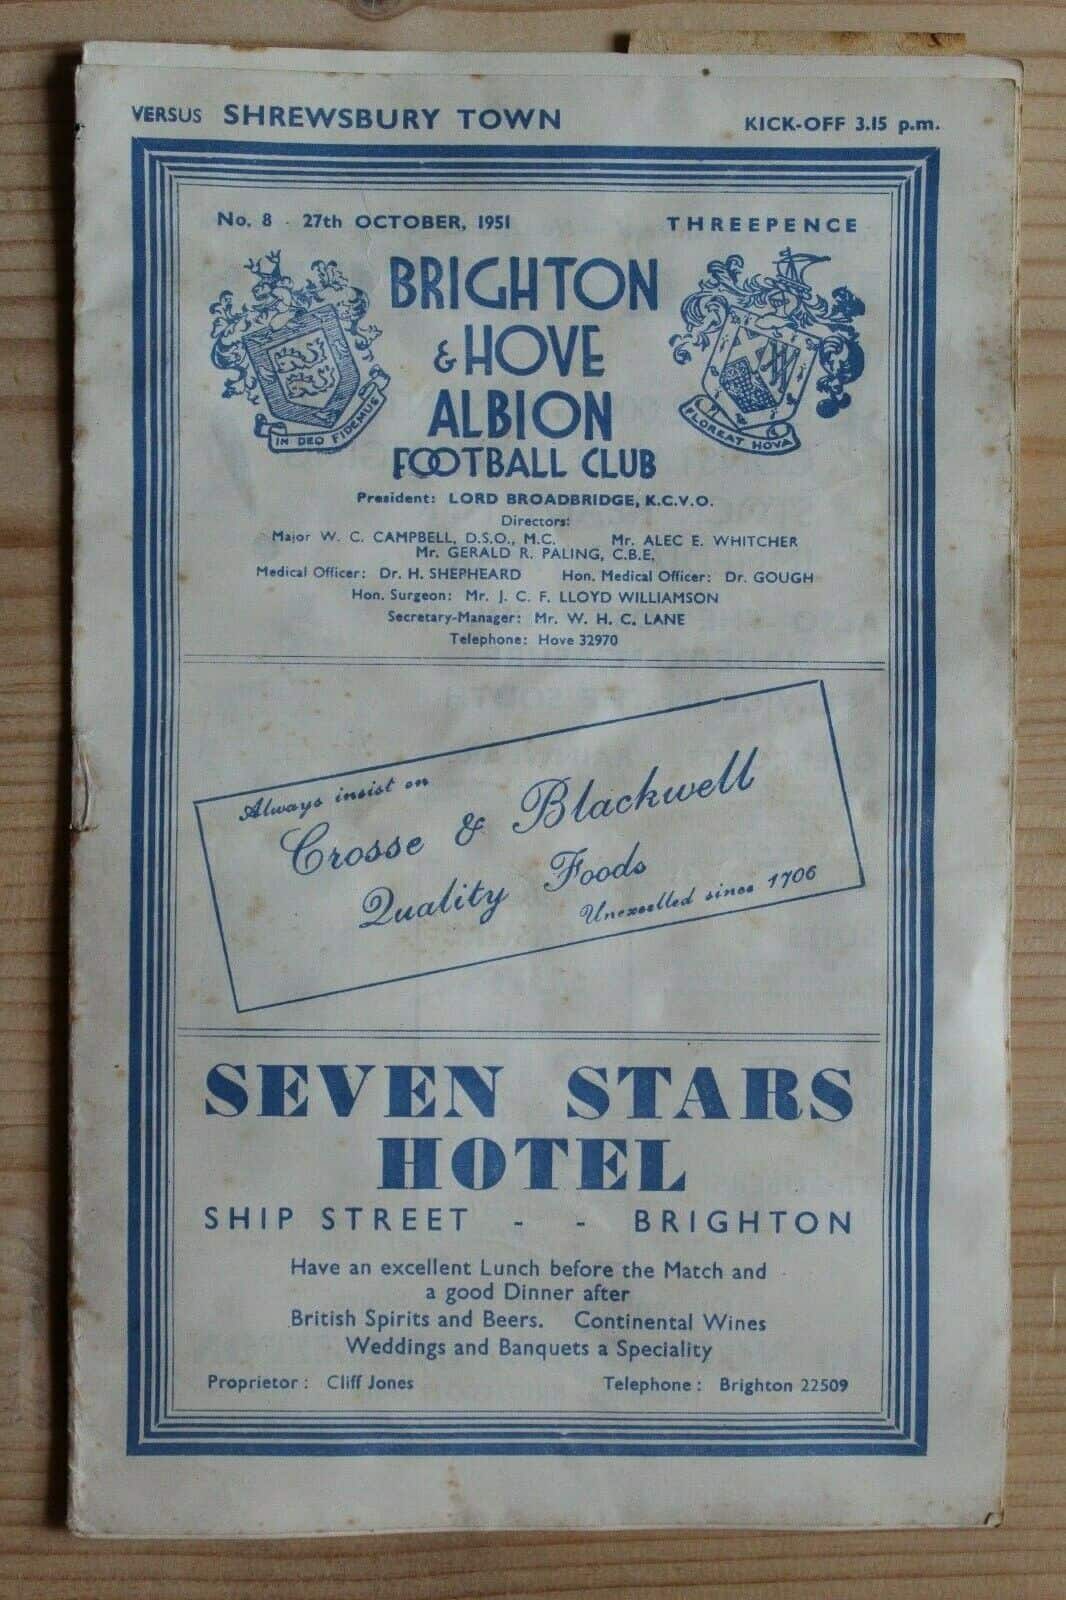 VERSUS SHREWSBURY TOWN KICK-OFF 3.15 p.m.
No. 8 - 27th OCTOBER, 1951 THREEPENCE
BRIGHTON
& HOVE
ALBION
FOOTBALL CLUB
IN DEO FIDEMUS
FLOREAT HOVA
President: LORD BROADBRIDGE, K.C.V.O.
Directors:
Major W. C. CAMPBELL, D.S.O., M.C. Mr. ALEC E. WHITCHER
Mr. GERALD R. PALING, C.B.E.
Medical Officer: Dr. H. SHEPHEARD Hon. Medical Officer: Dr. GOUGH
Hon. Surgeon: Mr. J. C. F. LLOYD WILLIAMSON
Secretary-Manager: Mr. W. H. C. LANE
Telephone: Hove 32970
Always insist on
Crosse & Blackwell
Quality Foods
Unexcelled since 1706
SEVEN STARS
HOTEL
SHIP STREET - - BRIGHTON
Have an excellent Lunch before the Match and
a good Dinner after
British Spirits and Beers. Continental Wines
Weddings and Banquets a Speciality
Proprietor: Cliff Jones Telephone: Brighton 22509